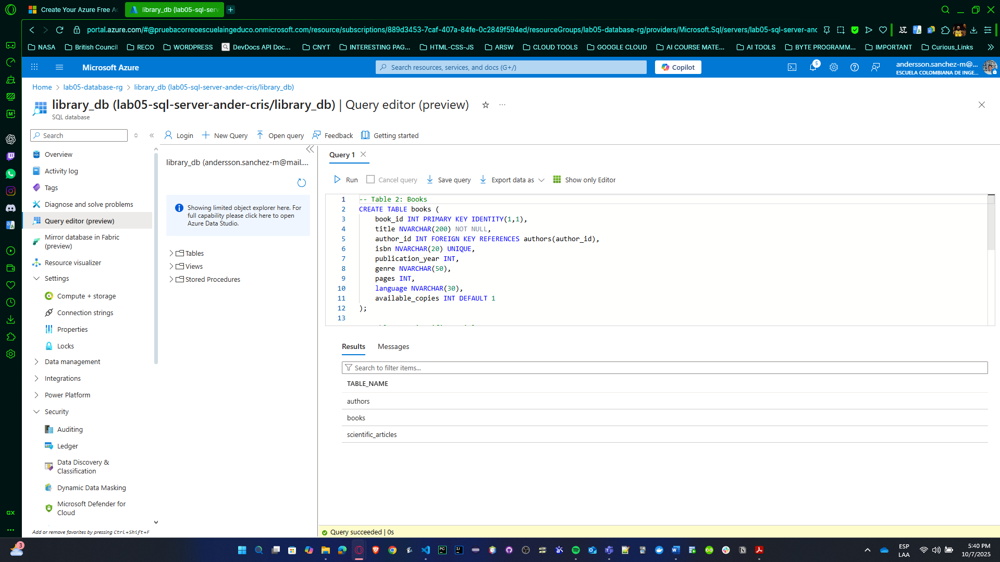 Create Your Azure Free Ac
library_db (lab05-sql-serv
portal.azure.com/#@pruebacorreoescuelaingeduco.onmicrosoft.com/resource/subscriptions/889d3453-7caf-407a-84fe-0c2849f594ed/resourceGroups/lab05-database-rg/providers/Microsoft.Sql/servers/lab05-sql-server-anc
NASA British Council RECO WORDPRESS DevDocs API Doc... CNYT INTERESTING PAG... HTML-CSS-JS ARSW CLOUD TOOLS GOOGLE CLOUD AI COURSE MATE... AI TOOLS BYTE PROGRAMM... IMPORTANT Curious_Links
Microsoft Azure
Search resources, services, and docs (G+/)
Copilot
5
andersson.sanchez-m@...
ESCUELA COLOMBIANA DE INGE...
Home > lab05-database-rg > library_db (lab05-sql-server-ander-cris/library_db)
library_db (lab05-sql-server-ander-cris/library_db) | Query editor (preview)
SQL database
Search
Login
New Query
Open query
Feedback
Getting started
Overview
Activity log
Tags
Diagnose and solve problems
Query editor (preview)
Mirror database in Fabric
(preview)
Resource visualizer
Settings
Compute + storage
Connection strings
Properties
Locks
Data management
Integrations
Power Platform
Security
Auditing
Ledger
Data Discovery &
Classification
Dynamic Data Masking
Microsoft Defender for
Cloud
Add or remove favorites by pressing Ctrl+Shift+F
library_db (andersson.sanchez-m@mail....
Showing limited object explorer here. For
full capability please click here to open
Azure Data Studio.
Tables
Views
Stored Procedures
Query 1
Run
Cancel query
Save query
Export data as
Show only Editor
1 -- Table 2: Books
2 CREATE TABLE books (
3 book_id INT PRIMARY KEY IDENTITY(1,1),
4 title NVARCHAR(200) NOT NULL,
5 author_id INT FOREIGN KEY REFERENCES authors(author_id),
6 isbn NVARCHAR(20) UNIQUE,
7 publication_year INT,
8 genre NVARCHAR(50),
9 pages INT,
10 language NVARCHAR(30),
11 available_copies INT DEFAULT 1
12 );
13
Results
Messages
Search to filter items...
TABLE_NAME
authors
books
scientific_articles
Query succeeded | 0s
GX
3
ESP
LAA
5:40 PM
10/7/2025